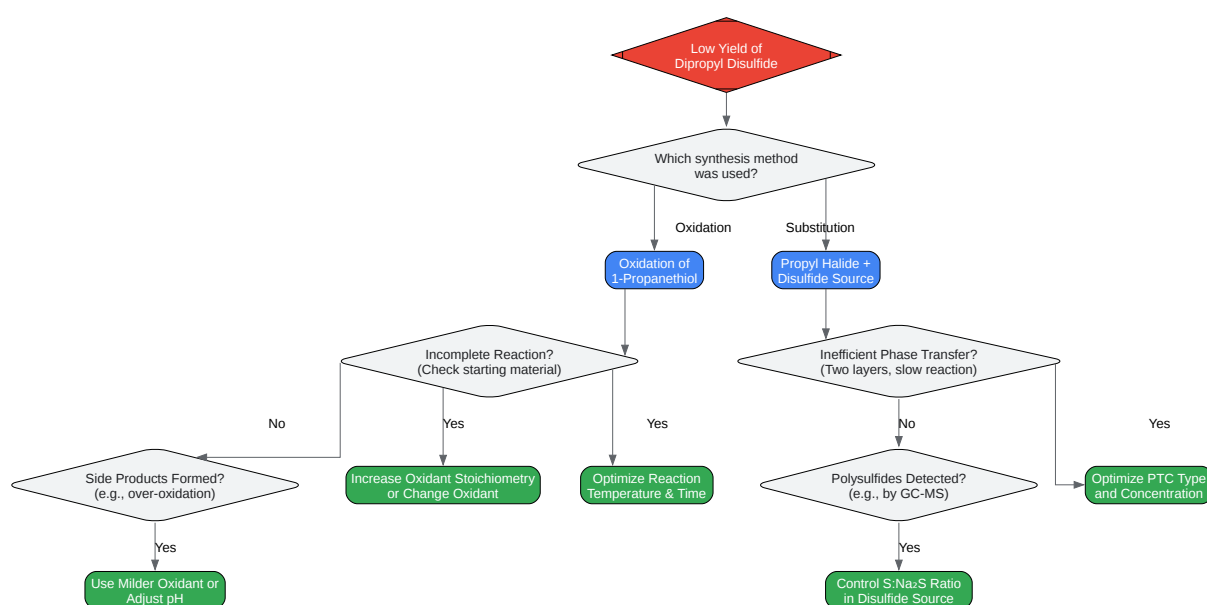 Low Yield of
Dipropyl Disulfide
Which synthesis method
was used?
Oxidation
Substitution
Oxidation of
1-Propanethiol
Propyl Halide +
Disulfide Source
Incomplete Reaction?
(Check starting material)
Inefficient Phase Transfer?
(Two layers, slow reaction)
No
Yes
Yes
No
Yes
Side Products Formed?
(e.g., over-oxidation)
Increase Oxidant Stoichiometry
or Change Oxidant
Optimize Reaction
Temperature & Time
Polysulfides Detected?
(e.g., by GC-MS)
Optimize PTC Type
and Concentration
Yes
Yes
Use Milder Oxidant or
Adjust pH
Control S:Na₂S Ratio
in Disulfide Source